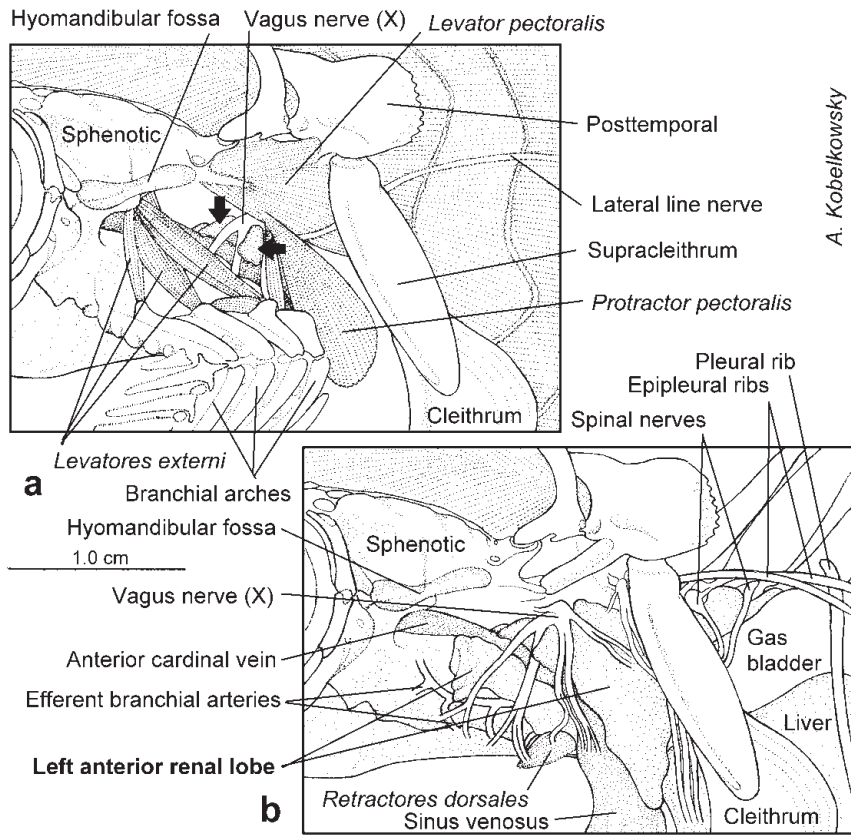 Hyomandibular fossa
Vagus nerve (X)
Levator pectoralis
Sphenotic
Posttemporal
Lateral line nerve
A. Kobelkowsky
Supracleithrum
Protractor pectoralis
Cleithrum
Levatores externi
a
Branchial arches
Pleural rib
Epipleural ribs
Spinal nerves
Hyomandibular fossa
1.0 cm
Sphenotic
Vagus nerve (X)
Anterior cardinal vein
Efferent branchial arteries
Left anterior renal lobe
Gas
bladder
Liver
b
Retractores dorsales
Sinus venosus
Cleithrum